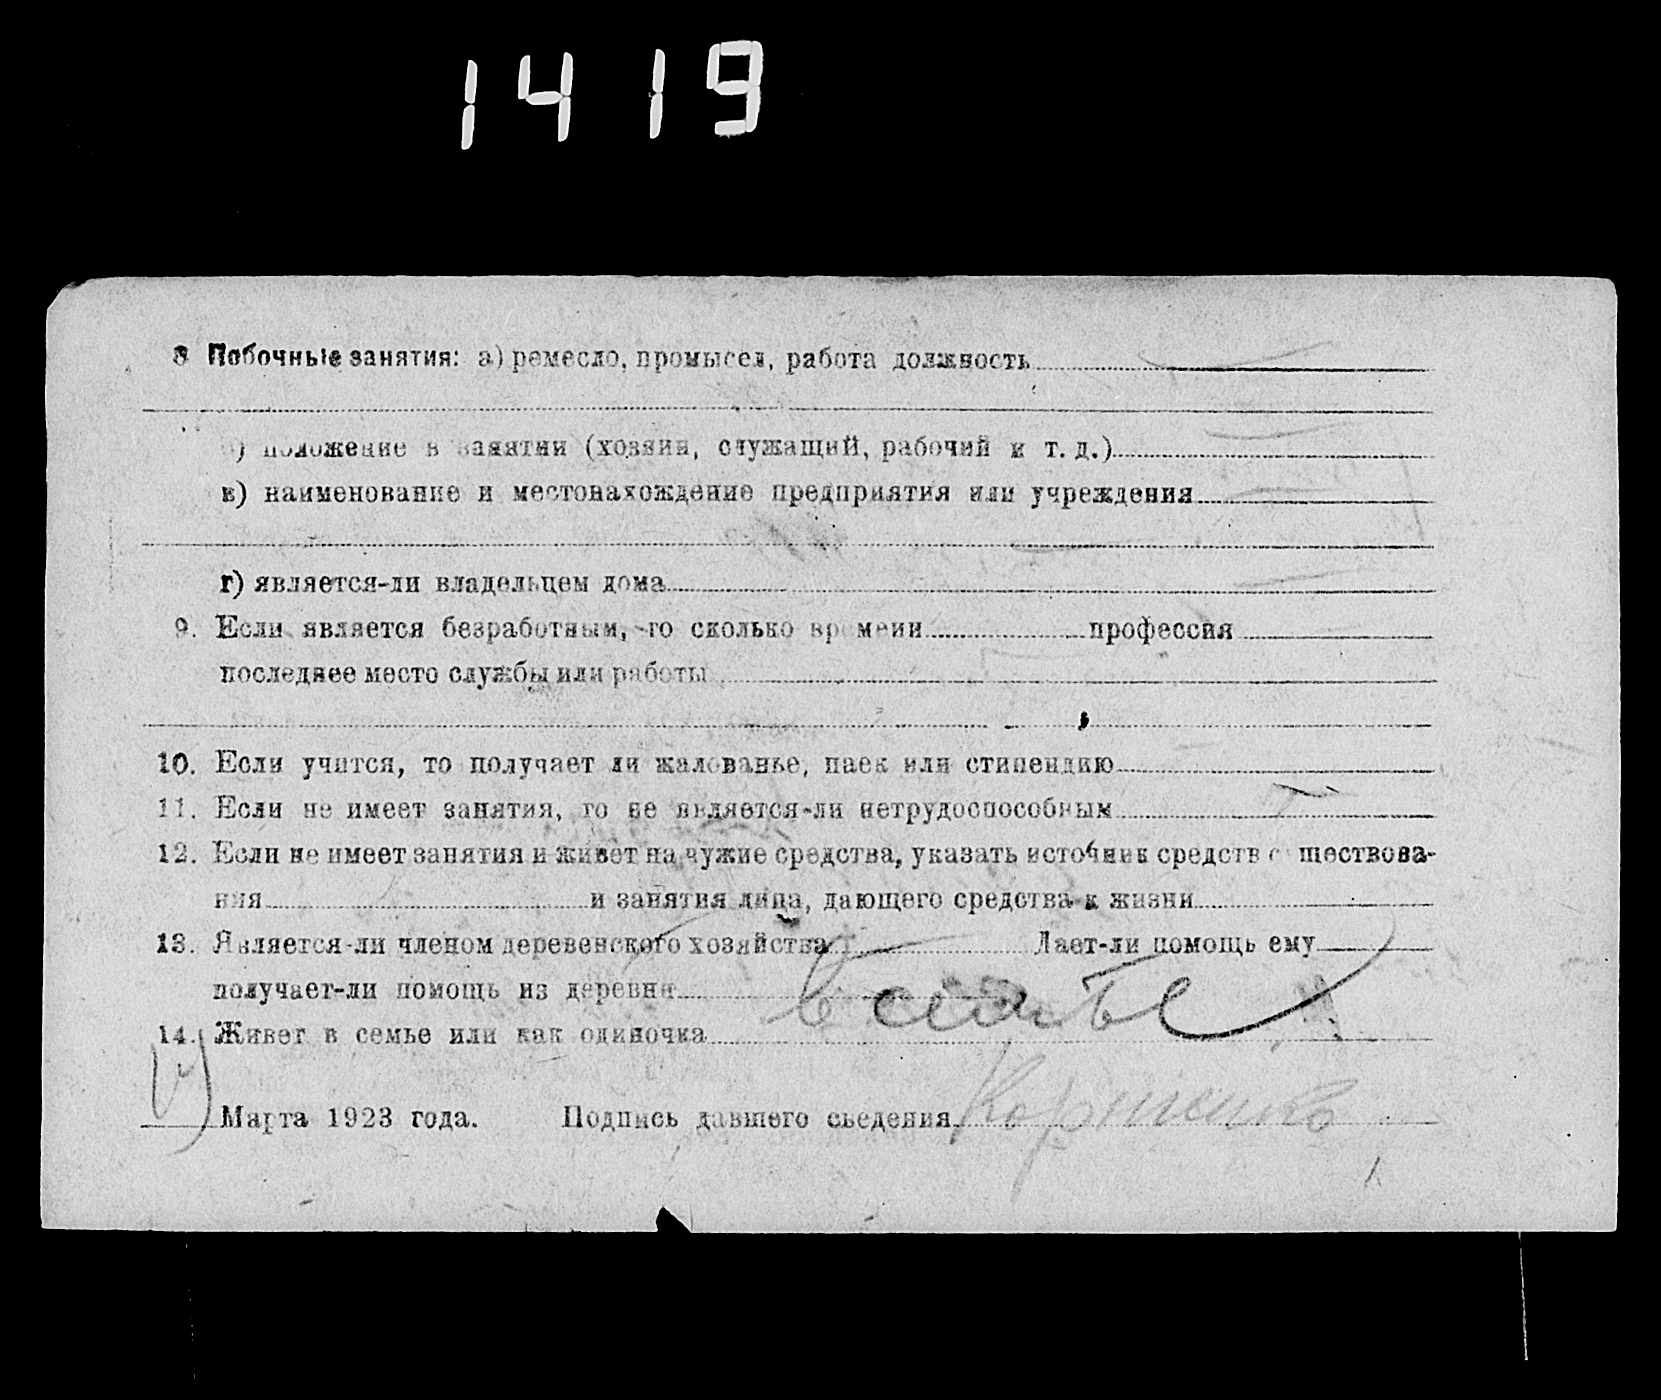 1419
8 Побочные занятия: а) ремесло, промысел, работа должность
б) положение в занятии (хозяин, служащий, рабочий и т. д.)
в) наименование и местонахождение предприятия или учреждения
г) является-ли владельцем дома
9. Если является безработным, то сколько времени профессия
последнее место службы или работы
10. Если учится, то получает ли жалованье, паек или стипендию
11. Если не имеет занятия, то не является-ли нетрудоспособным
12. Если не имеет занятия и живет на чужие средства, указать источник средств существова-
ния и занятия лица, дающего средства к жизни
13. Является-ли членом деревенского хозяйства Дает-ли помощь ему
получает-ли помощь из деревни
14. Живет в семье или как одиночка в семье
Марта 1923 года. Подпись давшего сведения